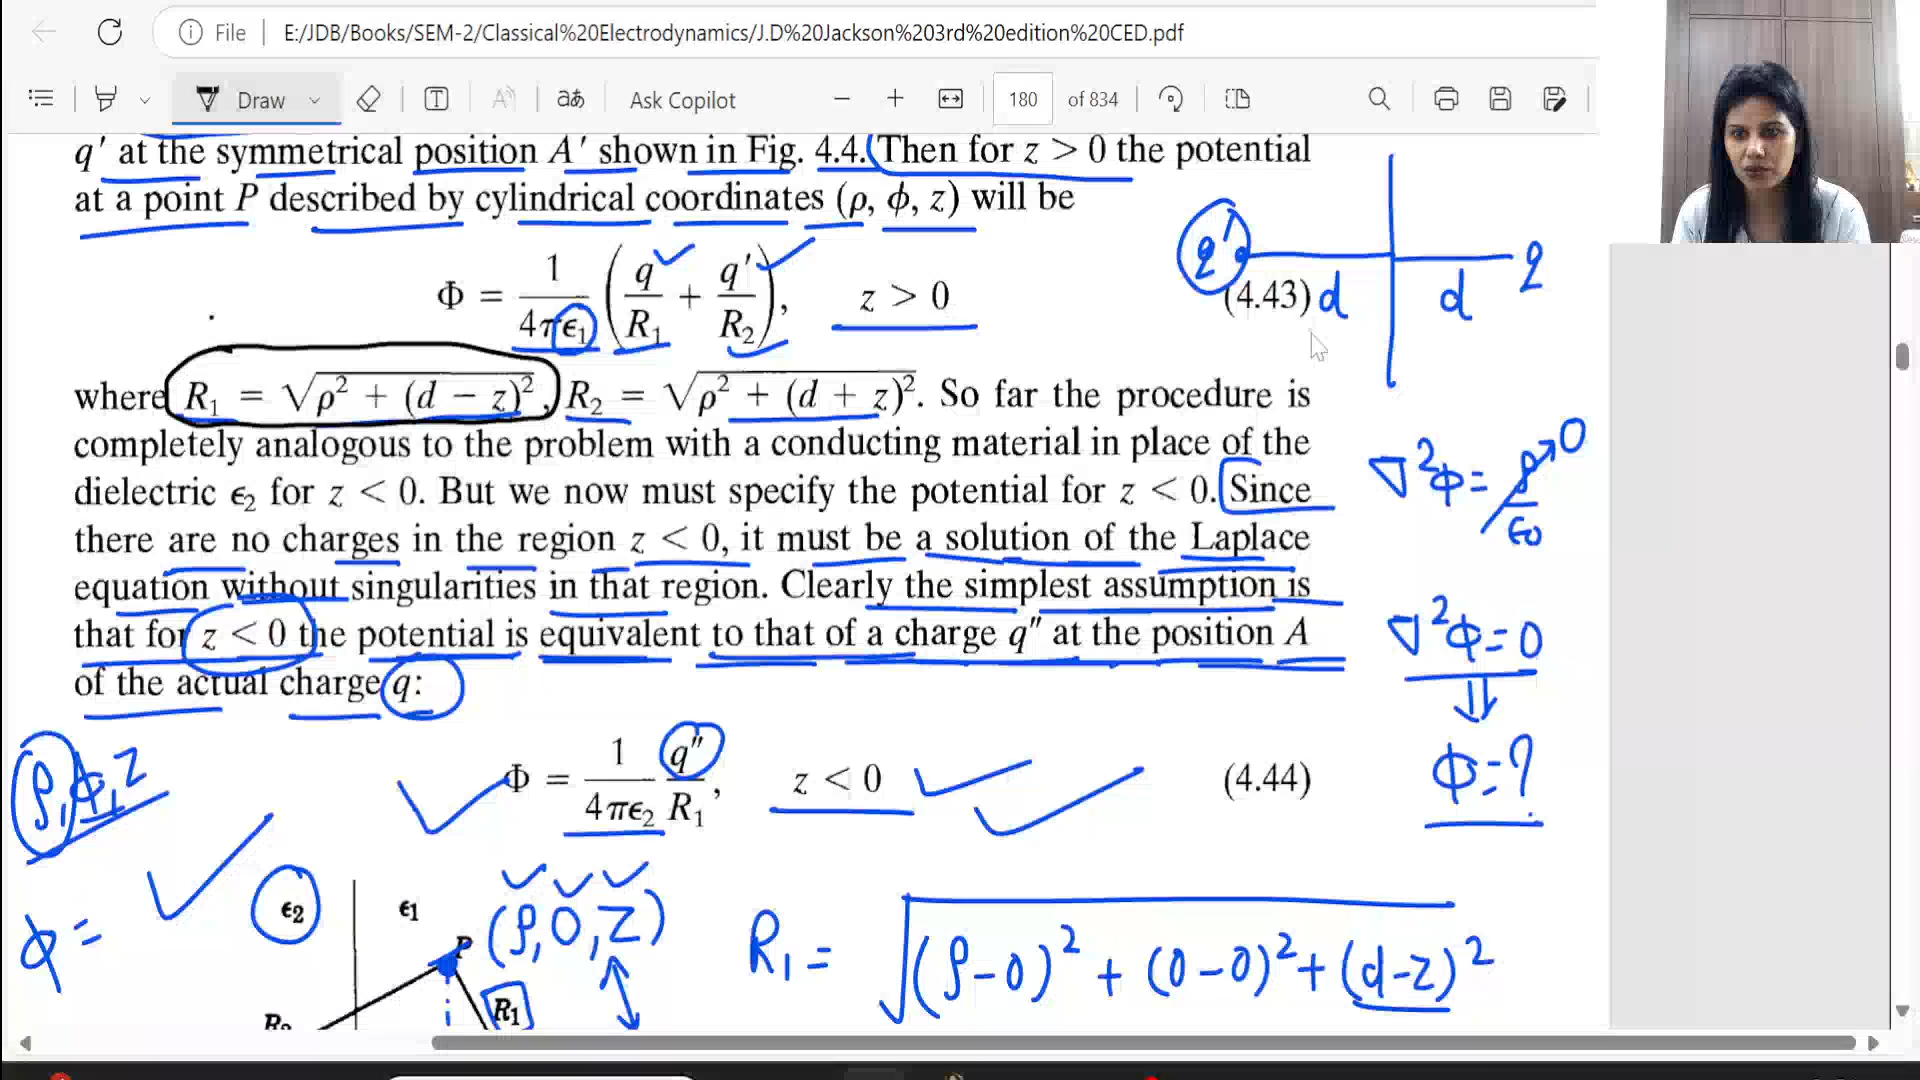 File | E:/JDB/Books/SEM-2/Classical%20Electrodynamics/J.D%20Jackson%203rd%20edition%20CED.pdf
Draw T aあ Ask Copilot − + 180 of 834
q′ at the symmetrical position A′ shown in Fig. 4.4. Then for z > 0 the potential
at a point P described by cylindrical coordinates (ρ, ϕ, z) will be
Φ = 1/4πϵ₁ (q/R₁ + q′/R₂), z > 0 (4.43)
q′ d d q
where R₁ = √ρ² + (d − z)², R₂ = √ρ² + (d + z)². So far the procedure is
completely analogous to the problem with a conducting material in place of the
dielectric ϵ₂ for z < 0. But we now must specify the potential for z < 0. Since
there are no charges in the region z < 0, it must be a solution of the Laplace
equation without singularities in that region. Clearly the simplest assumption is
that for z < 0 the potential is equivalent to that of a charge q″ at the position A
of the actual charge q:
∇²ϕ = ρ/ϵ0 → 0
∇²ϕ = 0
⇓
ϕ = ?
Φ = 1/4πϵ₂ q″/R₁, z < 0 (4.44)
ρ, ϕ, z
ϕ =
ϵ₂ ϵ₁
P (ρ, 0, z)
R₁
R₂
R₁ = √(ρ−0)² + (0−0)² + (d−z)²